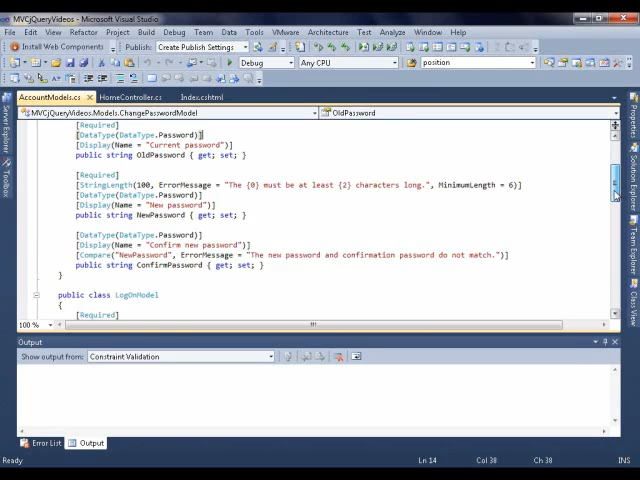 MVCjQueryVideos - Microsoft Visual Studio
File Edit View Refactor Project Build Debug Team Data Tools VMware Architecture Test Analyze Window Help
Install Web Components Publish: Create Publish Settings
Debug Any CPU position
AccountModels.cs HomeController.cs Index.cshtml
MVCjQueryVideos.Models.ChangePasswordModel OldPassword
[Required]
[DataType(DataType.Password)]
[Display(Name = "Current password")]
public string OldPassword { get; set; }
[Required]
[StringLength(100, ErrorMessage = "The {0} must be at least {2} characters long.", MinimumLength = 6)]
[DataType(DataType.Password)]
[Display(Name = "New password")]
public string NewPassword { get; set; }
[DataType(DataType.Password)]
[Display(Name = "Confirm new password")]
[Compare("NewPassword", ErrorMessage = "The new password and confirmation password do not match.")]
public string ConfirmPassword { get; set; }
}
public class LogOnModel
{
[Required]
100 %
Output
Show output from: Constraint Validation
Error List Output
Ready Ln 14 Col 38 Ch 38 INS
Server Explorer
Toolbox
Properties
Solution Explorer
Team Explorer
Class View